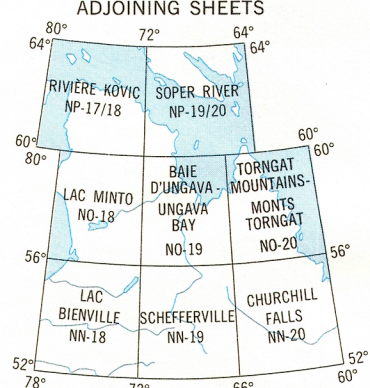 ADJOINING SHEETS
80° 72° 64°
64° 64°
RIVIÈRE KOVIC
NP-17/18
SOPER RIVER
NP-19/20
60° 60°
80° 60°
LAC MINTO
NO-18
BAIE
D'UNGAVA-
UNGAVA
BAY
NO-19
TORNGAT
MOUNTAINS-
MONTS
TORNGAT
NO-20
56° 56°
LAC
BIENVILLE
NN-18
SCHEFFERVILLE
NN-19
CHURCHILL
FALLS
NN-20
52° 52°
78° 72° 66° 60°